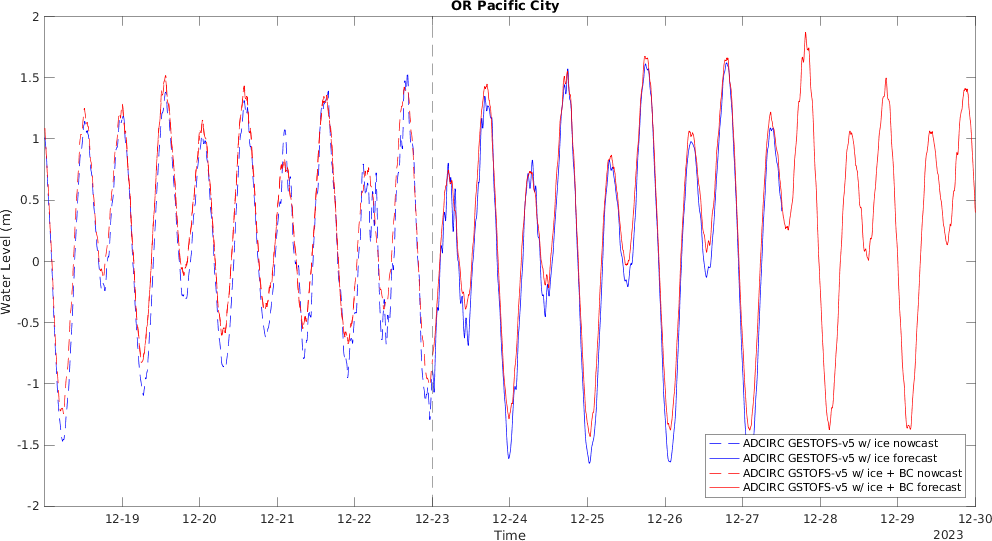 OR Pacific City
2
1.5
1
0.5
0
-0.5
-1
-1.5
-2
Water Level (m)
12-19 12-20 12-21 12-22 12-23 12-24 12-25 12-26 12-27 12-28 12-29 12-30
Time
2023
ADCIRC GESTOFS-v5 w/ ice nowcast
ADCIRC GESTOFS-v5 w/ ice forecast
ADCIRC GSTOFS-v5 w/ ice + BC nowcast
ADCIRC GSTOFS-v5 w/ ice + BC forecast